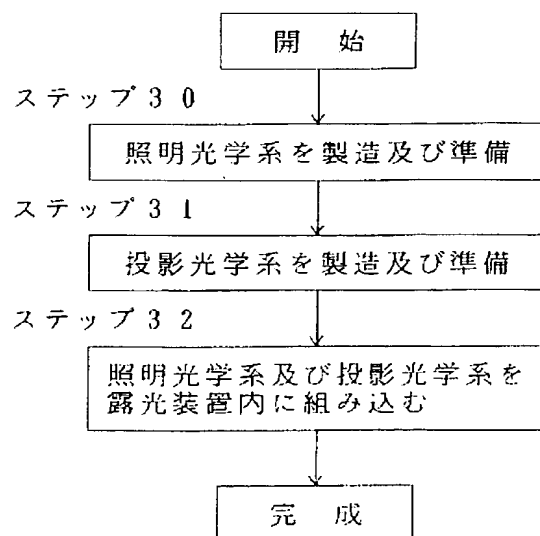 開 始
ステップ30
照明光学系を製造及び準備
ステップ31
投影光学系を製造及び準備
ステップ32
照明光学系及び投影光学系を
露光装置内に組み込む
完 成